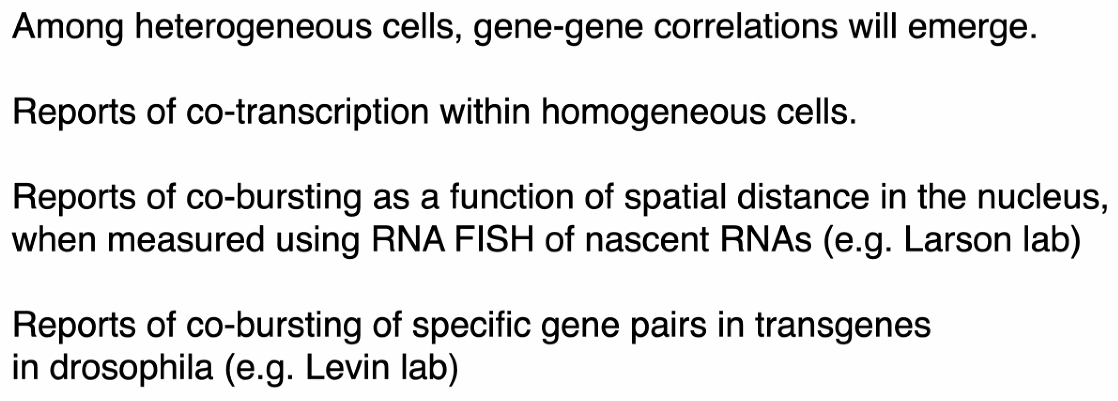 Among heterogeneous cells, gene-gene correlations will emerge.
Reports of co-transcription within homogeneous cells.
Reports of co-bursting as a function of spatial distance in the nucleus,
when measured using RNA FISH of nascent RNAs (e.g. Larson lab)
Reports of co-bursting of specific gene pairs in transgenes
in drosophila (e.g. Levin lab)